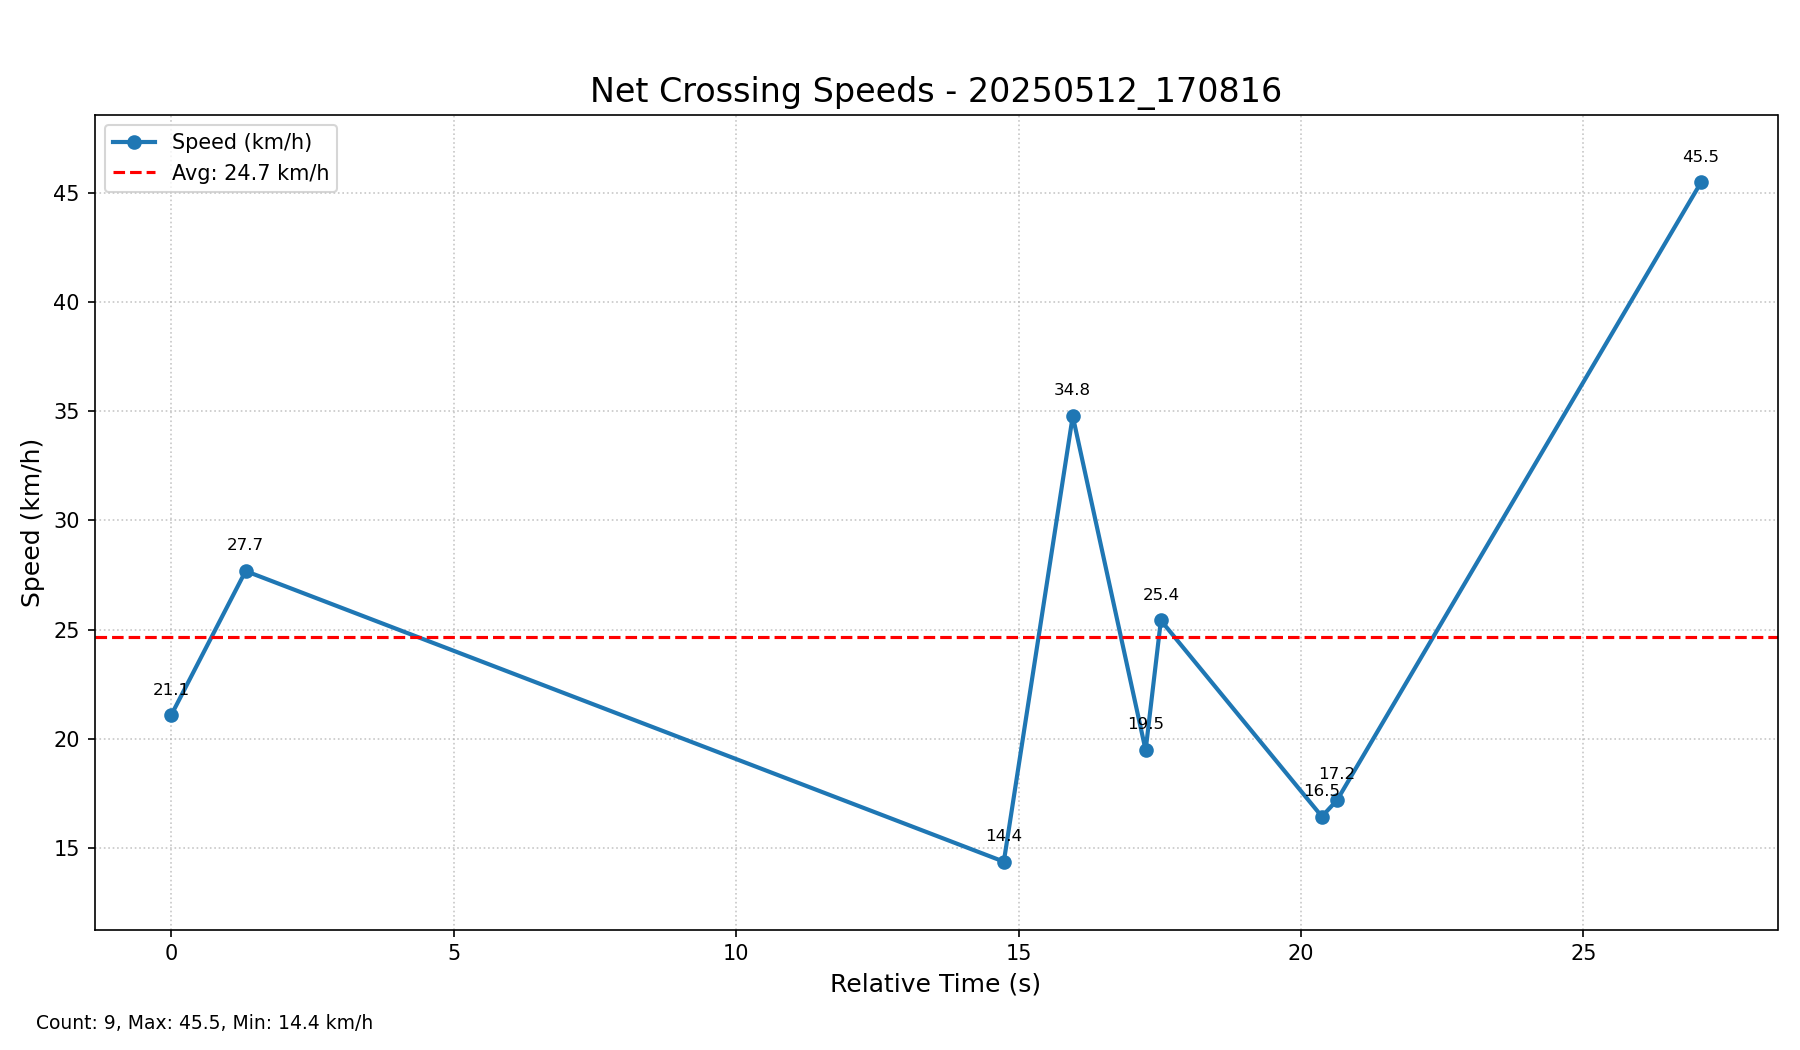 Net Crossing Speeds - 20250512_170816
Speed (km/h)
Avg: 24.7 km/h
45.5
34.8
27.7
25.4
21.1
19.5
17.2
16.5
14.4
45
40
35
30
25
20
15
Speed (km/h)
0 5 10 15 20 25
Relative Time (s)
Count: 9, Max: 45.5, Min: 14.4 km/h